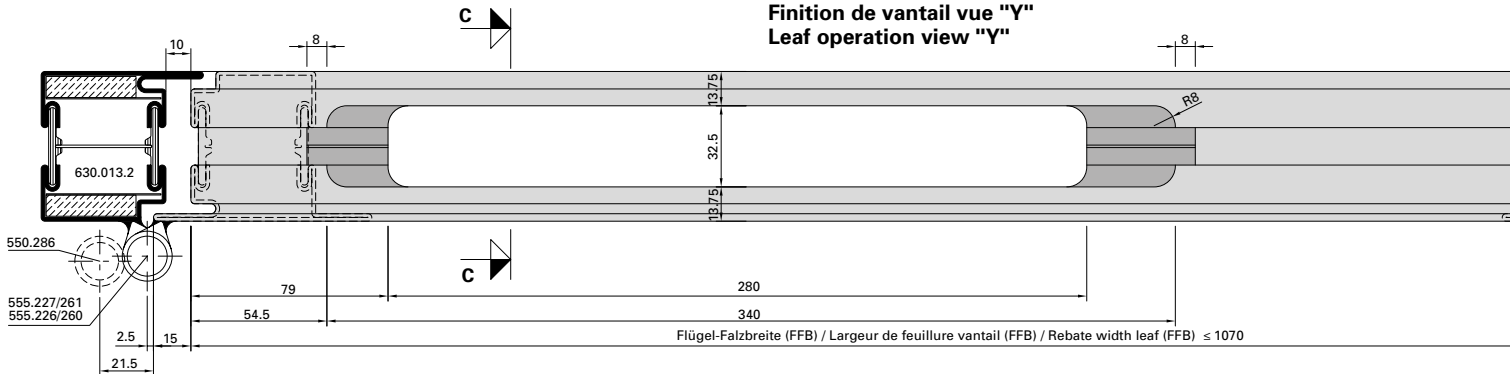 Finition de vantail vue "Y"
Leaf operation view "Y"
C
10
8
8
13.75
R8
32.5
630.013.2
13.75
550.286
C
555.227/261
555.226/260
79
280
54.5
340
2.5
15
Flügel-Falzbreite (FFB) / Largeur de feuillure vantail (FFB) / Rebate width leaf (FFB) ≤ 1070
21.5